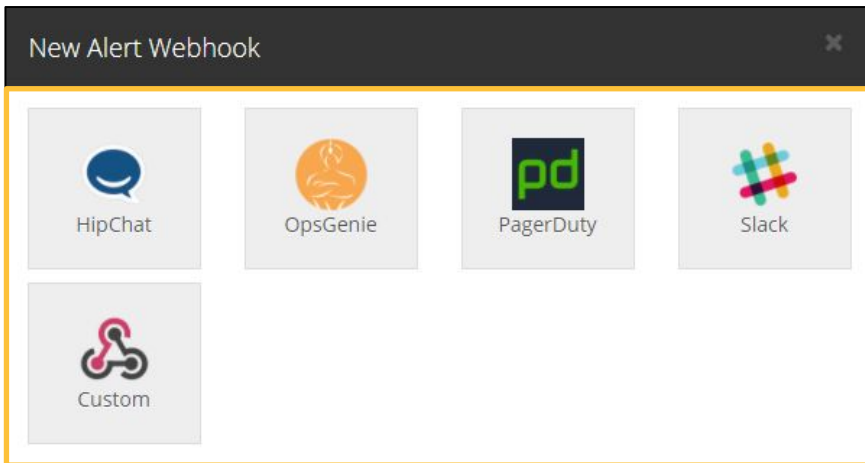 New Alert Webhook
HipChat
OpsGenie
pd
PagerDuty
Slack
Custom